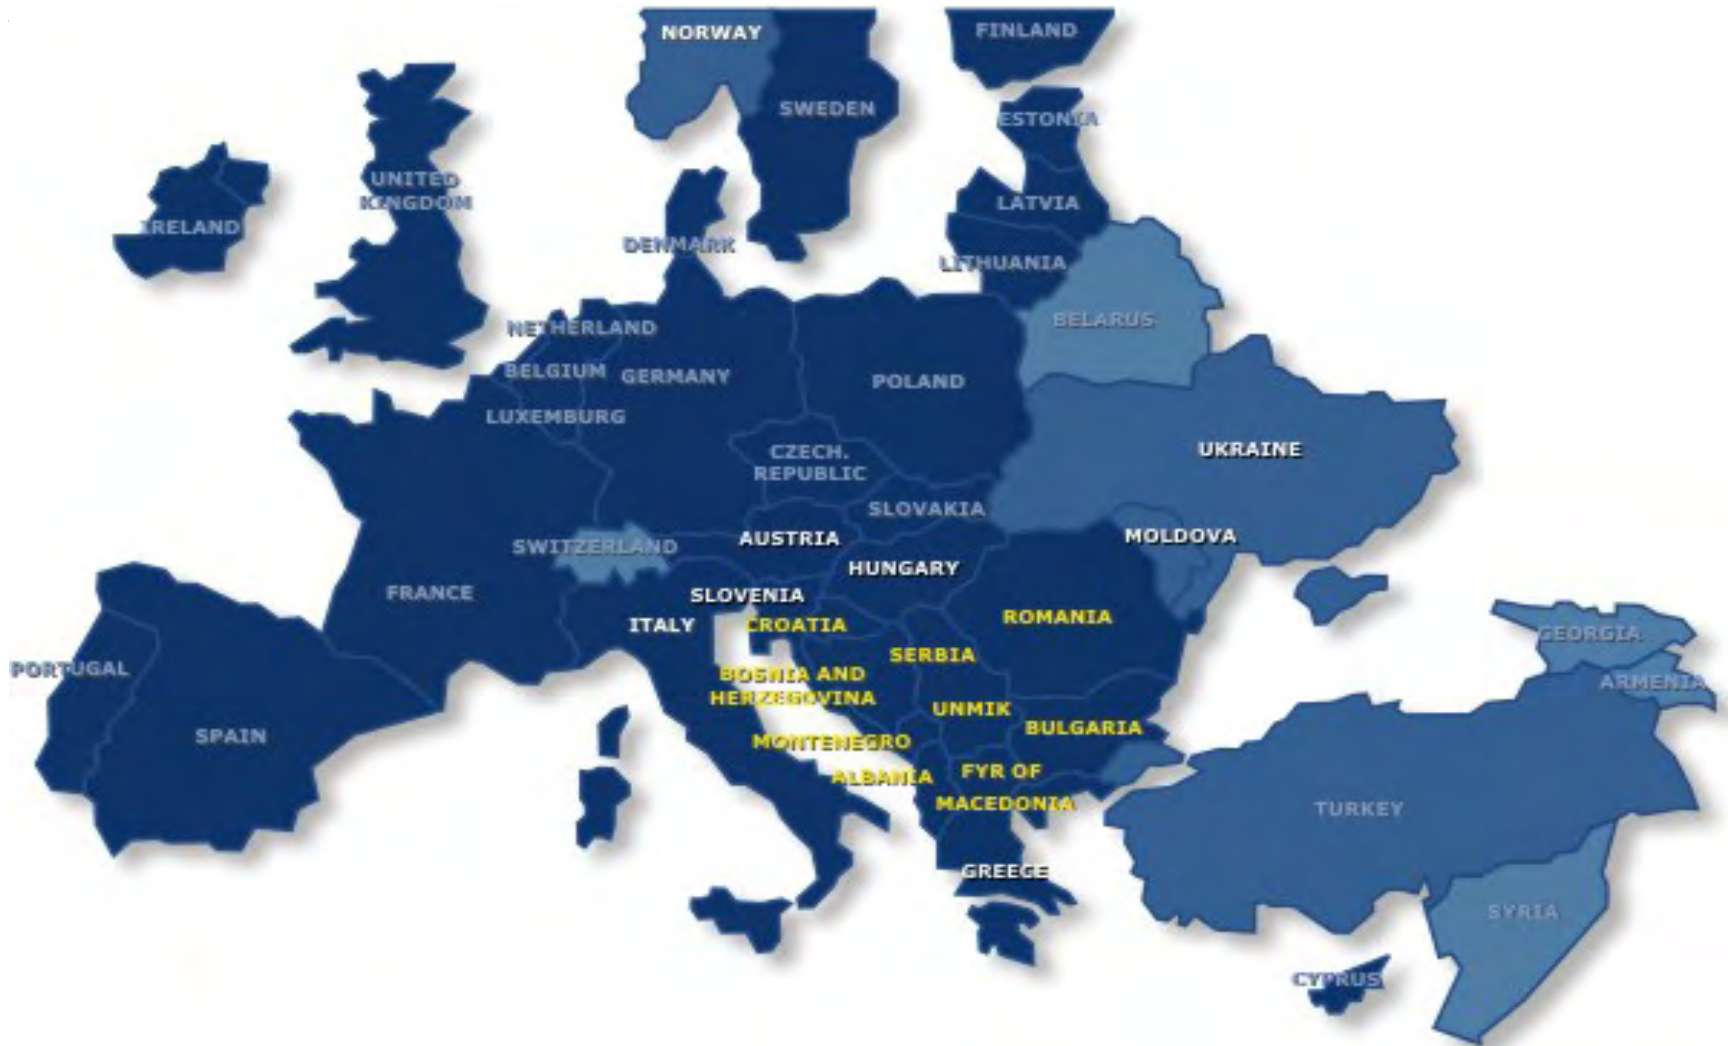 NORWAY
FINLAND
SWEDEN
ESTONIA
UNITED
KINGDOM
LATVIA
IRELAND
DENMARK
LITHUANIA
BELARUS
NETHERLAND
BELGIUM
GERMANY
POLAND
LUXEMBURG
CZECH.
REPUBLIC
UKRAINE
SLOVAKIA
SWITZERLAND
AUSTRIA
MOLDOVA
HUNGARY
FRANCE
SLOVENIA
ITALY
CROATIA
ROMANIA
GEORGIA
SERBIA
PORTUGAL
BOSNIA AND
HERZEGOVINA
ARMENIA
UNMIK
SPAIN
BULGARIA
MONTENEGRO
ALBANIA
FYR OF
MACEDONIA
TURKEY
GREECE
SYRIA
CYPRUS